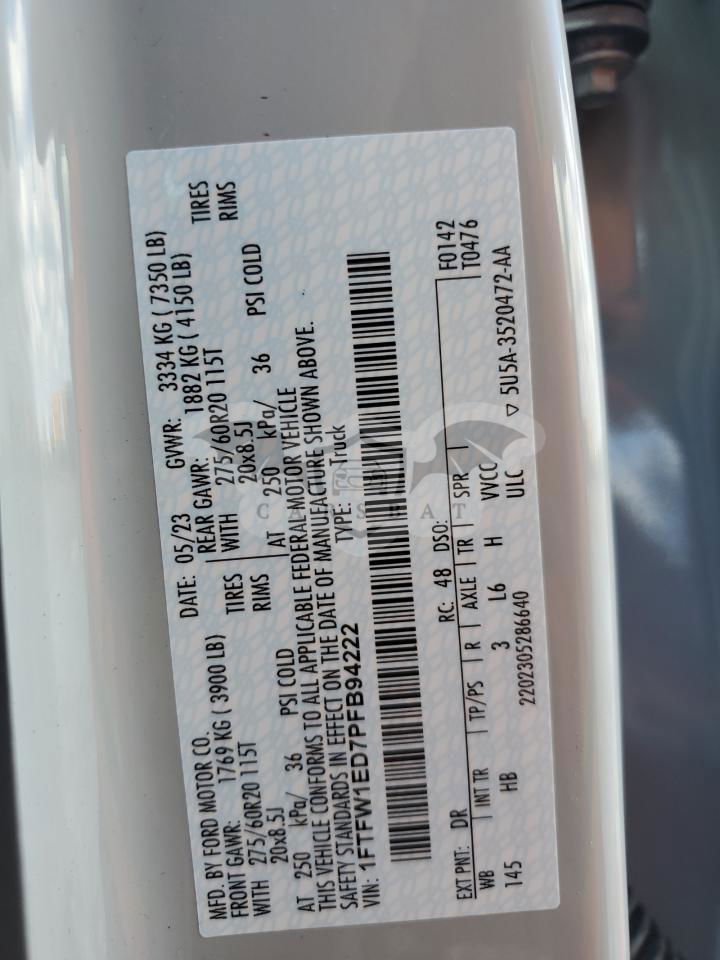 MFD. BY FORD MOTOR CO.
DATE: 05/23 GVWR: 3334 KG ( 7350 LB)
FRONT GAWR: 1769 KG ( 3900 LB) REAR GAWR: 1882 KG ( 4150 LB)
WITH 275/60R20 115T TIRES WITH 275/60R20 115T TIRES
20x8.5J RIMS 20x8.5J RIMS
AT 250 kPa/ 36 PSI COLD AT 250 kPa/ 36 PSI COLD
THIS VEHICLE CONFORMS TO ALL APPLICABLE FEDERAL MOTOR VEHICLE
SAFETY STANDARDS IN EFFECT ON THE DATE OF MANUFACTURE SHOWN ABOVE.
VIN: 1FTFW1ED7PFB94222 TYPE: Truck
F0142
T0476
EXT PNT: DR RC: 48 DSO:
WB INT TR TP/PS R AXLE TR SPR
145 HB 3 L6 H VVCC
2202305286640 ULC ▽ 5U5A-3520472-AA
CARSBAT